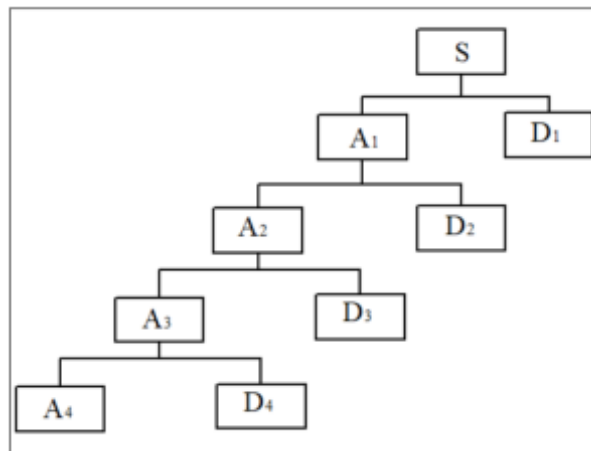 S
A₁
D₁
A₂
D₂
A₃
D₃
A₄
D₄